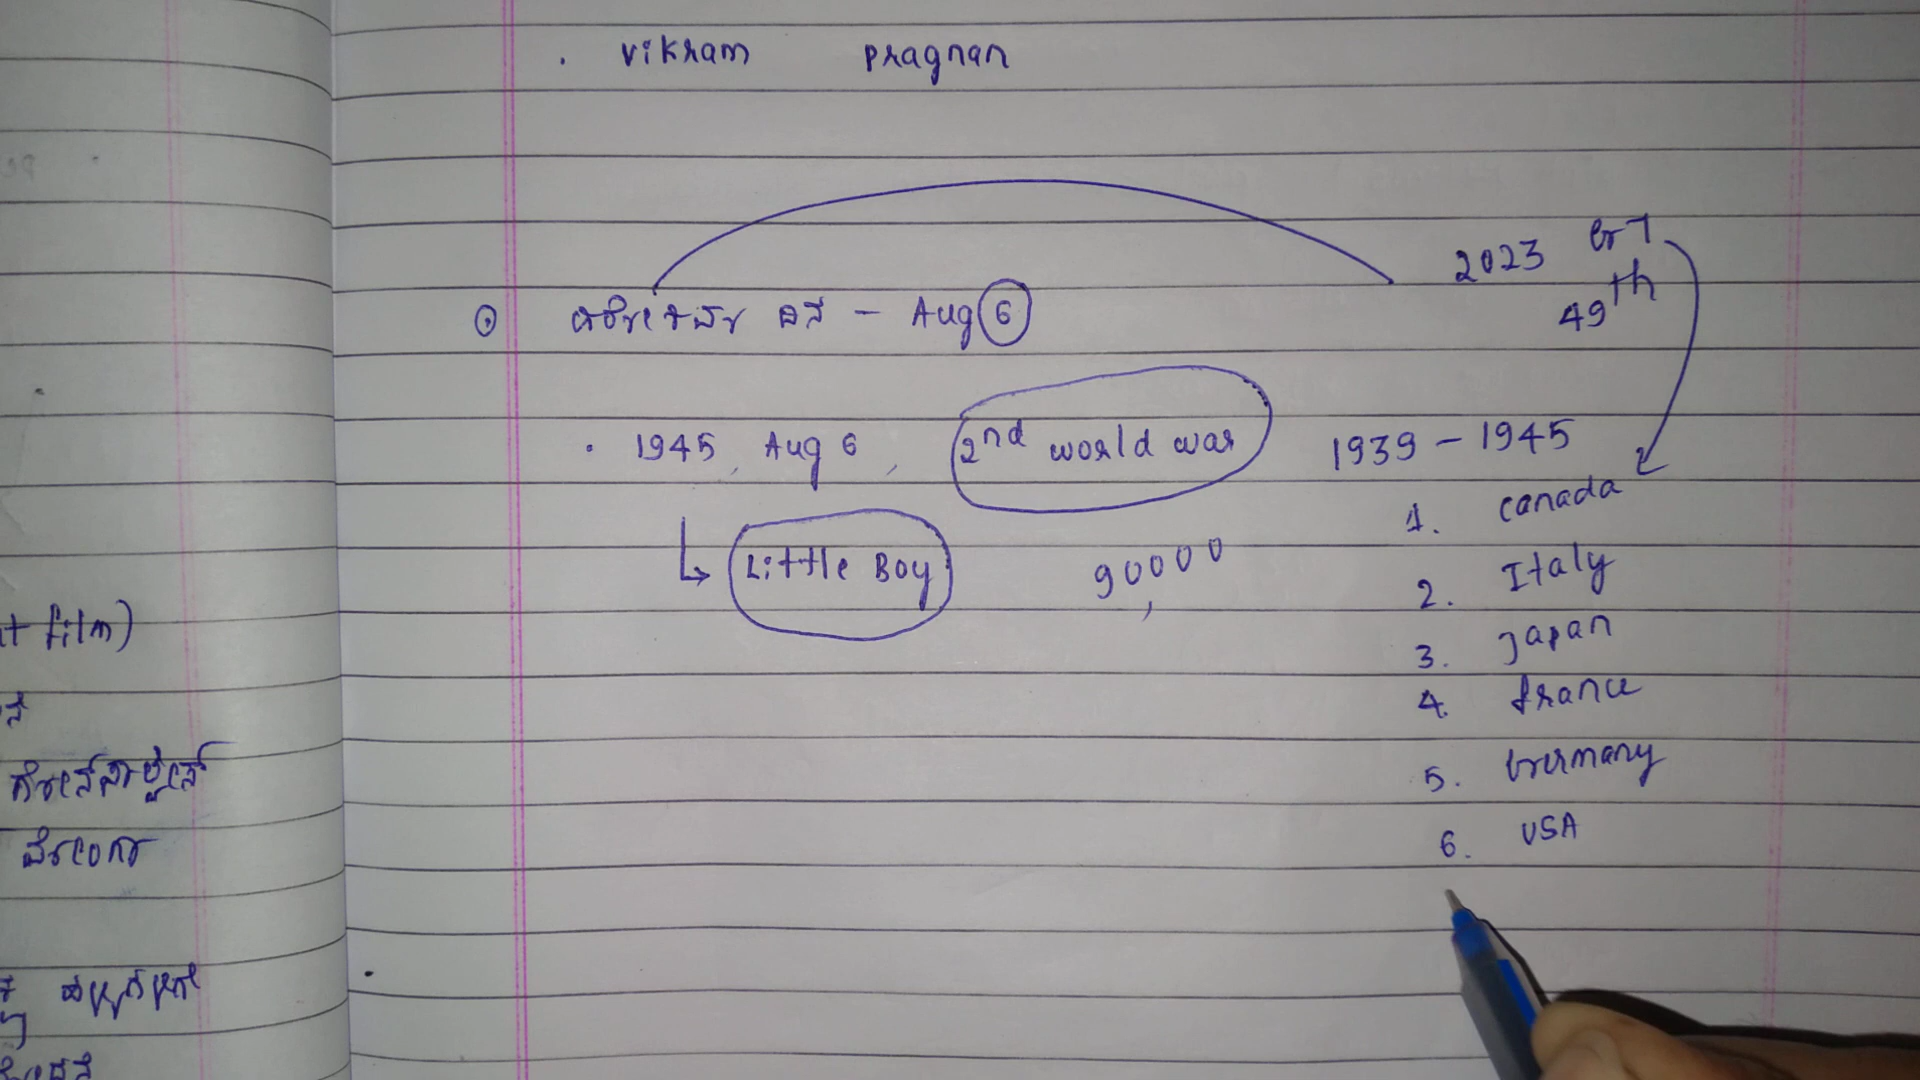 . Vikram Pragnan
2023 G7
49th
ಹಿರೋಶಿಮಾ ದಿನ - Aug 6
. 1945, Aug 6, 2nd world war 1939 - 1945
Little Boy 90000,
1. Canada
2. Italy
3. Japan
4. france
5. Germany
6. USA
film)